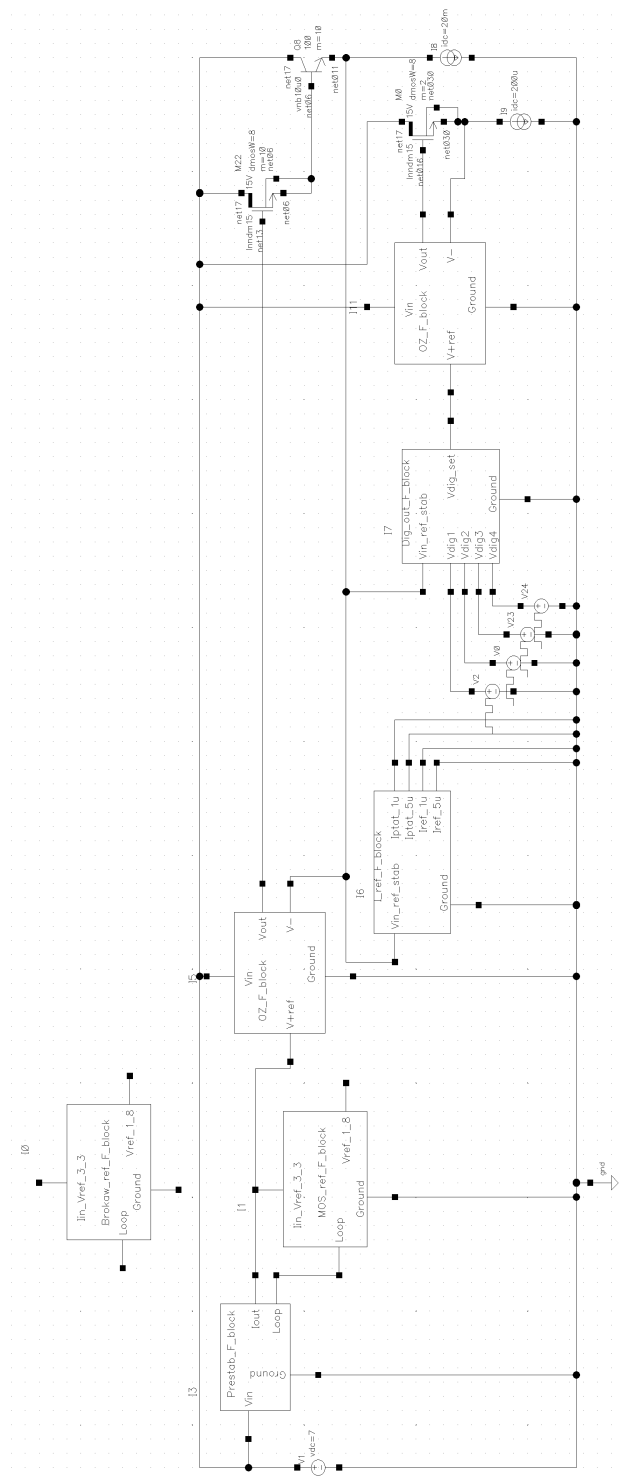 Q8
100
m=10
net17
vnb10u0
net06
net011
I8
idc=20m
M0
15V
dmosW=8
m=2
net030
net17
lnndm15
net016
net030
I9
idc=200u
M22
15V
dmosW=8
m=10
net06
net17
lnndm15
net13
net06
I11
Vin
OZ_F_block
Vout
V-
V+ref
Ground
I7
Dig_out_F_block
Vin_ref_stab
Vdig_set
Ground
Vdig1
Vdig2
Vdig3
Vdig4
V24
V23
V0
V2
I6
I_ref_F_block
Vin_ref_stab
Iptat_1u
Iptat_5u
Iref_1u
Iref_5u
Ground
I5
Vin
OZ_F_block
Vout
V-
V+ref
Ground
I0
Iin_Vref_3_3
Brokaw_ref_F_block
Vref_1_8
Loop
Ground
I1
Iin_Vref_3_3
MOS_ref_F_block
Vref_1_8
Loop
Ground
gnd
I3
Prestab_F_block
Iout
Loop
Vin
Ground
V1
vdc=7